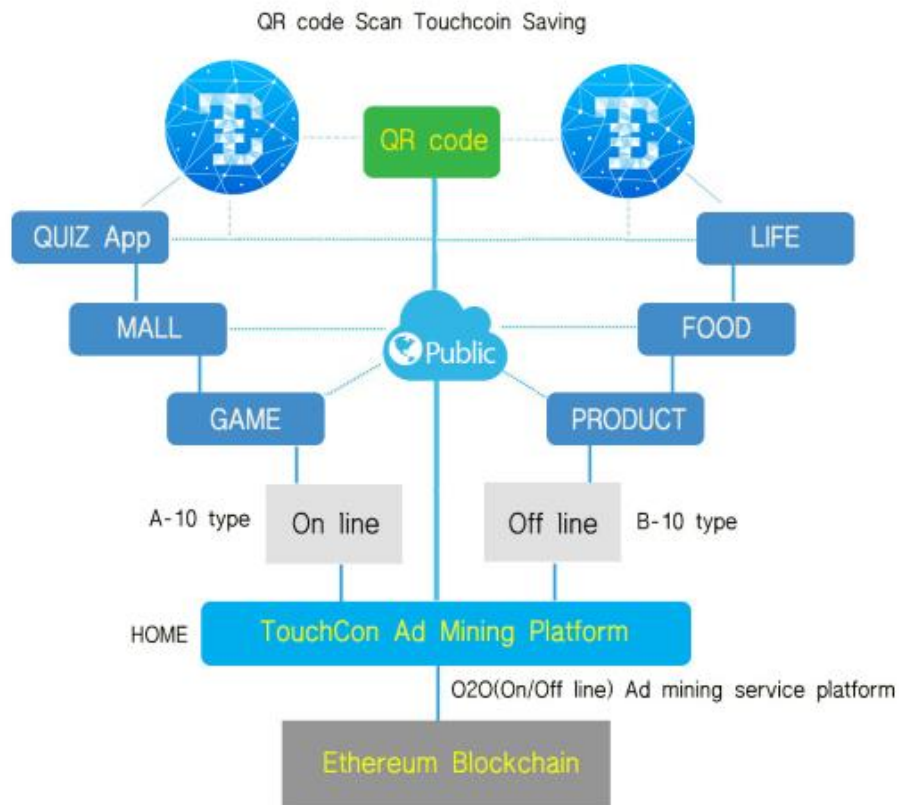 QR code Scan Touchcoin Saving
QR code
QUIZ App
LIFE
MALL
FOOD
Public
GAME
PRODUCT
A-10 type
On line
Off line
B-10 type
HOME
TouchCon Ad Mining Platform
O2O(On/Off line) Ad mining service platform
Ethereum Blockchain